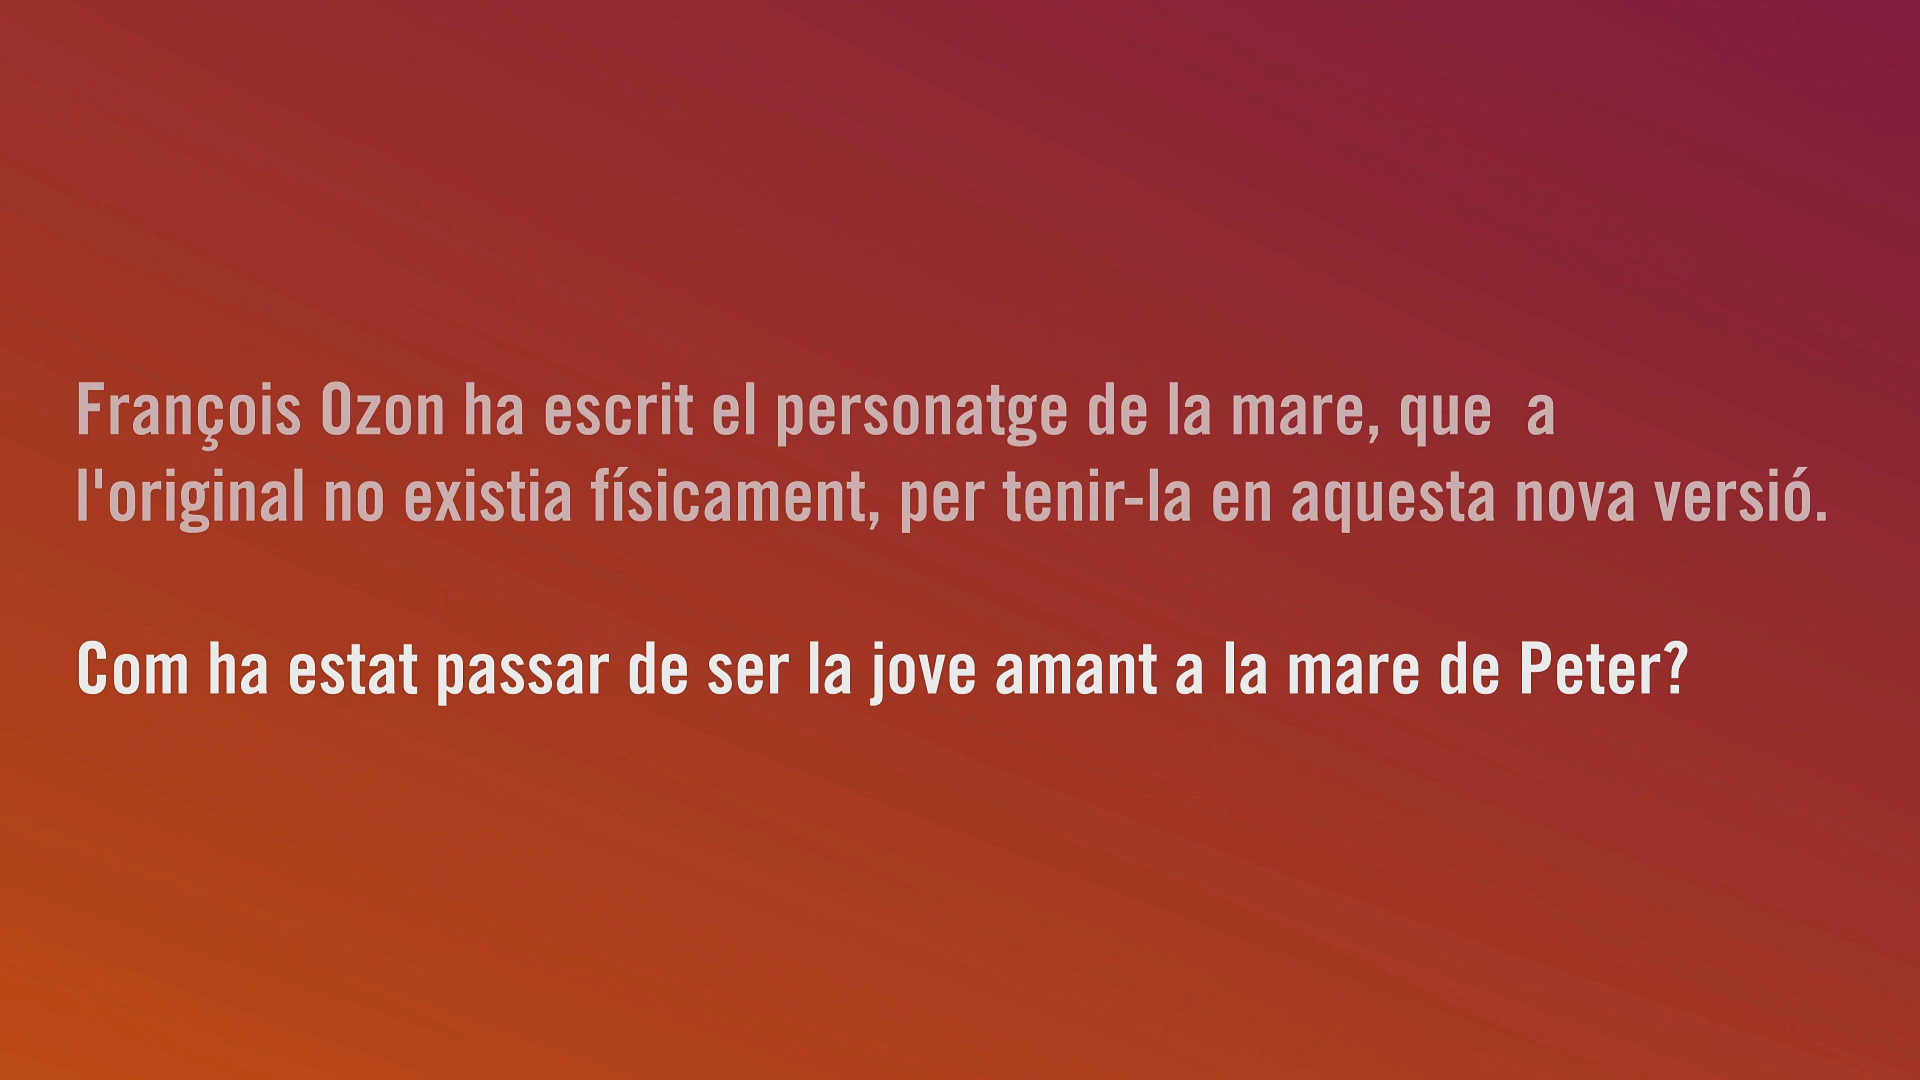 François Ozon ha escrit el personatge de la mare, que  a
l'original no existia físicament, per tenir-la en aquesta nova versió.
Com ha estat passar de ser la jove amant a la mare de Peter?